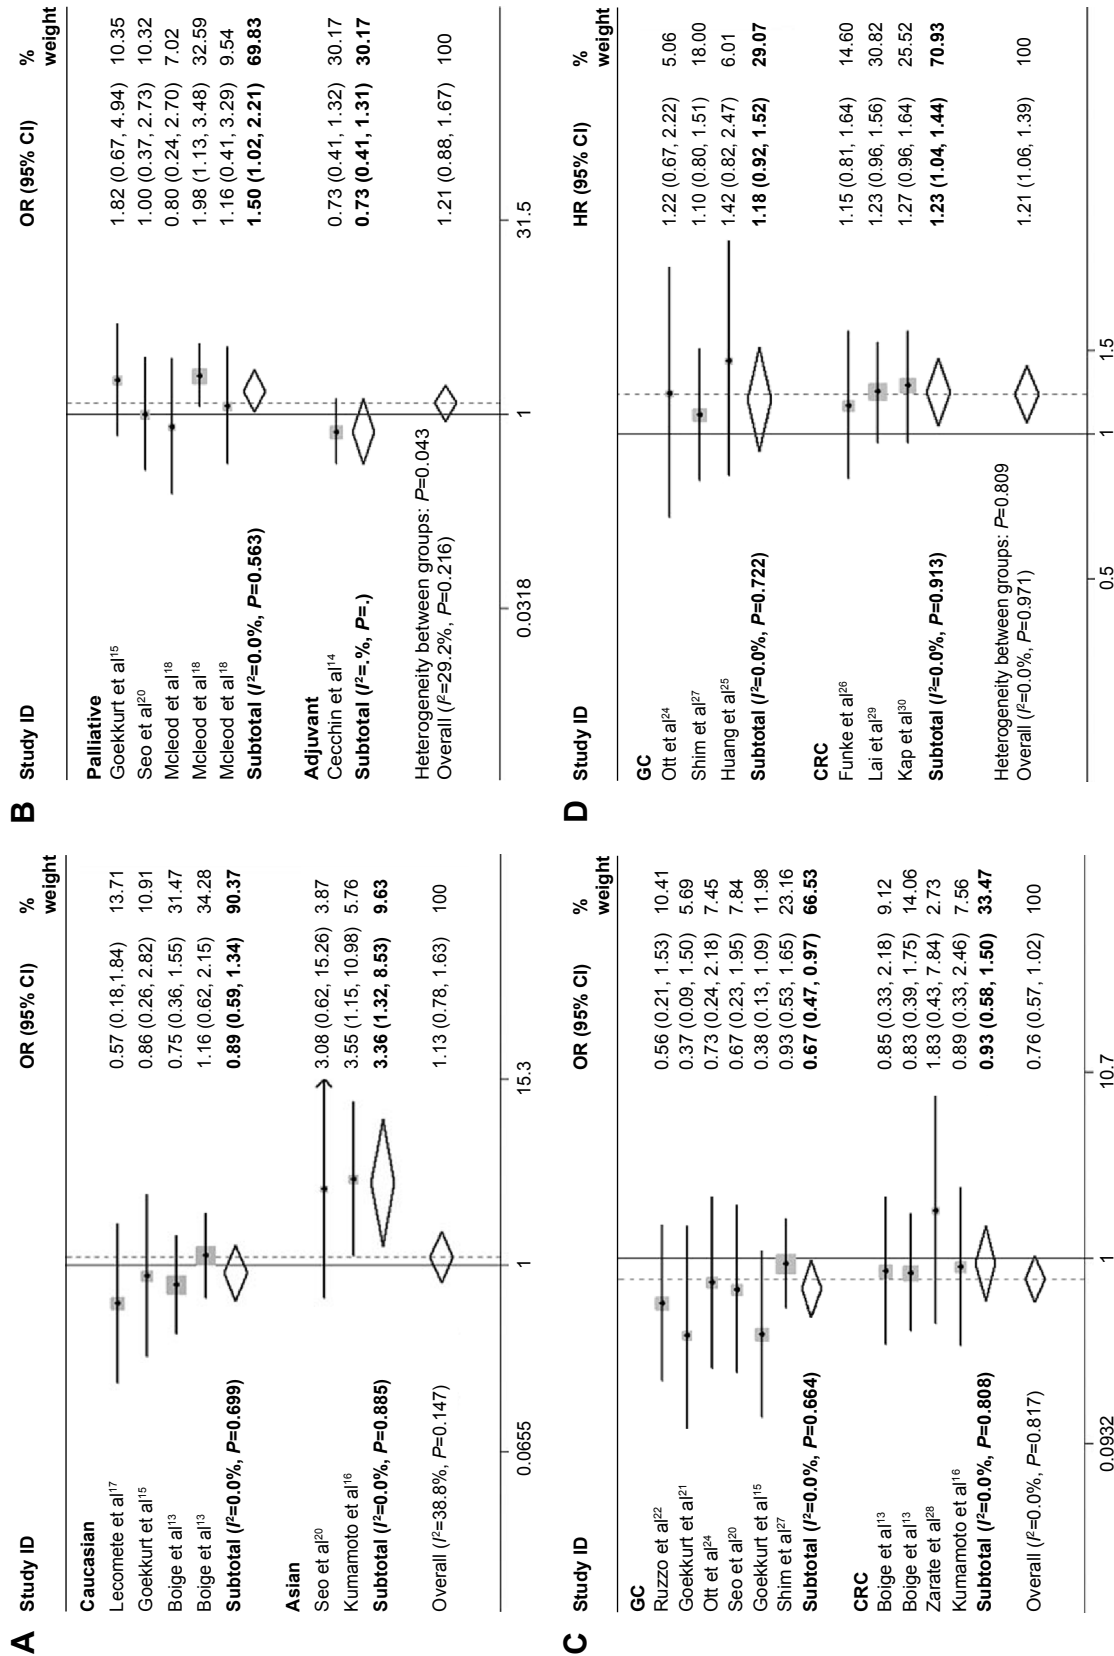 A
Study ID OR (95% CI) % weight
Caucasian
Lecomete et al17 0.57 (0.18,1.84) 13.71
Goekkurt et al15 0.86 (0.26, 2.82) 10.91
Boige et al13 0.75 (0.36, 1.55) 31.47
Boige et al13 1.16 (0.62, 2.15) 34.28
Subtotal (I2=0.0%, P=0.699) 0.89 (0.59, 1.34) 90.37
Asian
Seo et al20 3.08 (0.62, 15.26) 3.87
Kumamoto et al16 3.55 (1.15, 10.98) 5.76
Subtotal (I2=0.0%, P=0.885) 3.36 (1.32, 8.53) 9.63
Overall (I2=38.8%, P=0.147) 1.13 (0.78, 1.63) 100
0.0655 1 15.3
B
Study ID OR (95% CI) % weight
Palliative
Goekkurt et al15 1.82 (0.67, 4.94) 10.35
Seo et al20 1.00 (0.37, 2.73) 10.32
Mcleod et al18 0.80 (0.24, 2.70) 7.02
Mcleod et al18 1.98 (1.13, 3.48) 32.59
Mcleod et al18 1.16 (0.41, 3.29) 9.54
Subtotal (I2=0.0%, P=0.563) 1.50 (1.02, 2.21) 69.83
Adjuvant
Cecchin et al14 0.73 (0.41, 1.32) 30.17
Subtotal (I2=.%, P=.) 0.73 (0.41, 1.31) 30.17
Heterogeneity between groups: P=0.043
Overall (I2=29.2%, P=0.216) 1.21 (0.88, 1.67) 100
0.0318 1 31.5
C
Study ID OR (95% CI) % weight
GC
Ruzzo et al22 0.56 (0.21, 1.53) 10.41
Goekkurt et al21 0.37 (0.09, 1.50) 5.69
Ott et al24 0.73 (0.24, 2.18) 7.45
Seo et al20 0.67 (0.23, 1.95) 7.84
Goekkurt et al15 0.38 (0.13, 1.09) 11.98
Shim et al27 0.93 (0.53, 1.65) 23.16
Subtotal (I2=0.0%, P=0.664) 0.67 (0.47, 0.97) 66.53
CRC
Boige et al13 0.85 (0.33, 2.18) 9.12
Boige et al13 0.83 (0.39, 1.75) 14.06
Zarate et al28 1.83 (0.43, 7.84) 2.73
Kumamoto et al16 0.89 (0.33, 2.46) 7.56
Subtotal (I2=0.0%, P=0.808) 0.93 (0.58, 1.50) 33.47
Overall (I2=0.0%, P=0.817) 0.76 (0.57, 1.02) 100
0.0932 1 10.7
D
Study ID HR (95% CI) % weight
GC
Ott et al24 1.22 (0.67, 2.22) 5.06
Shim et al27 1.10 (0.80, 1.51) 18.00
Huang et al25 1.42 (0.82, 2.47) 6.01
Subtotal (I2=0.0%, P=0.722) 1.18 (0.92, 1.52) 29.07
CRC
Funke et al26 1.15 (0.81, 1.64) 14.60
Lai et al29 1.23 (0.96, 1.56) 30.82
Kap et al30 1.27 (0.96, 1.64) 25.52
Subtotal (I2=0.0%, P=0.913) 1.23 (1.04, 1.44) 70.93
Heterogeneity between groups: P=0.809
Overall (I2=0.0%, P=0.971) 1.21 (1.06, 1.39) 100
0.5 1 1.5